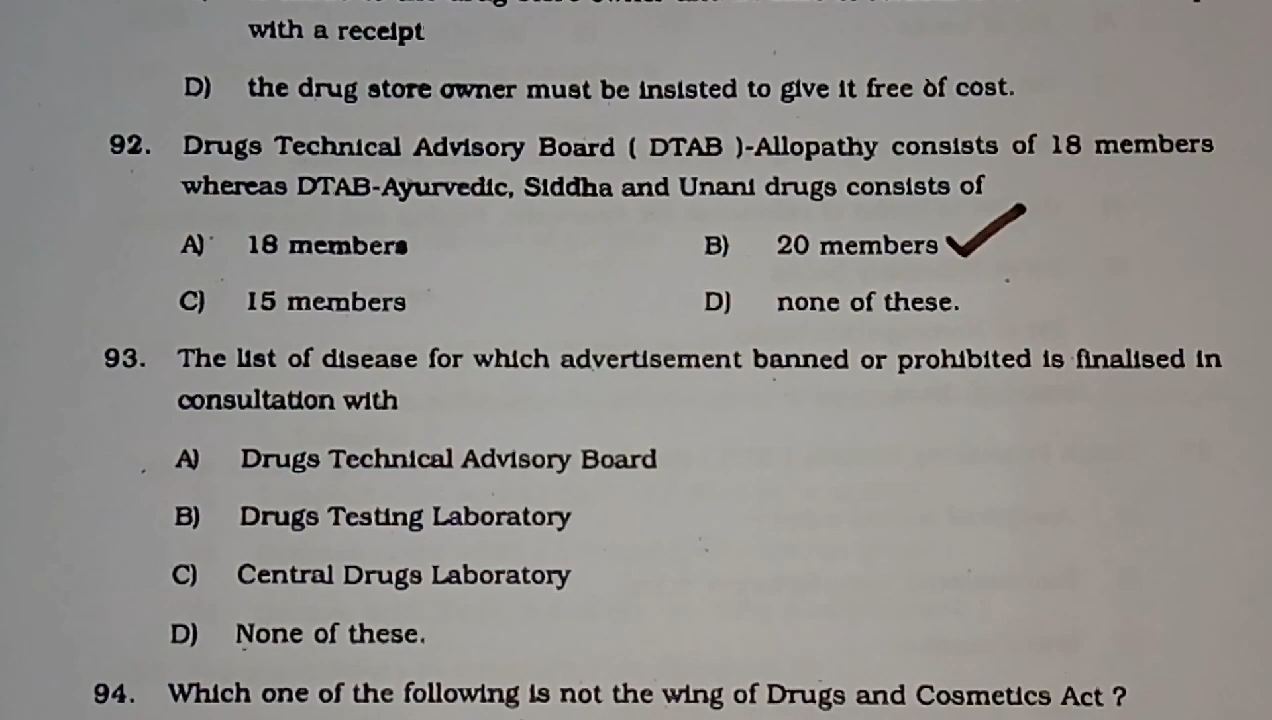 with a receipt
D) the drug store owner must be insisted to give it free of cost.
92. Drugs Technical Advisory Board ( DTAB )-Allopathy consists of 18 members
whereas DTAB-Ayurvedic, Siddha and Unani drugs consists of
A) 18 members B) 20 members
C) 15 members D) none of these.
93. The list of disease for which advertisement banned or prohibited is finalised in
consultation with
A) Drugs Technical Advisory Board
B) Drugs Testing Laboratory
C) Central Drugs Laboratory
D) None of these.
94. Which one of the following is not the wing of Drugs and Cosmetics Act ?